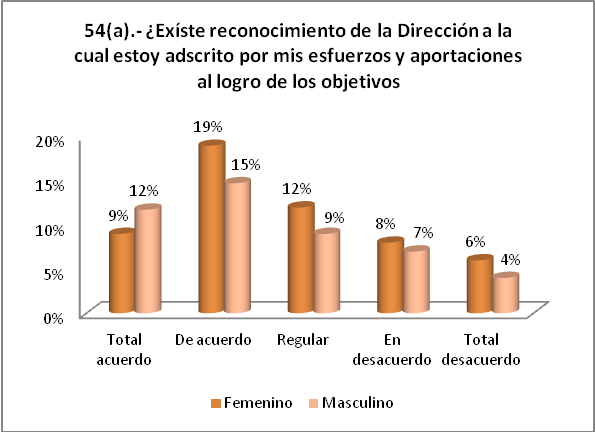 54(a).- ¿Exíste reconocimiento de la Dirección a la
cual estoy adscrito por mis esfuerzos y aportaciones
al logro de los objetivos
20%
15%
10%
5%
0%
9%
12%
19%
15%
12%
9%
8%
7%
6%
4%
Total
acuerdo
De acuerdo
Regular
En
desacuerdo
Total
desacuerdo
Femenino
Masculino